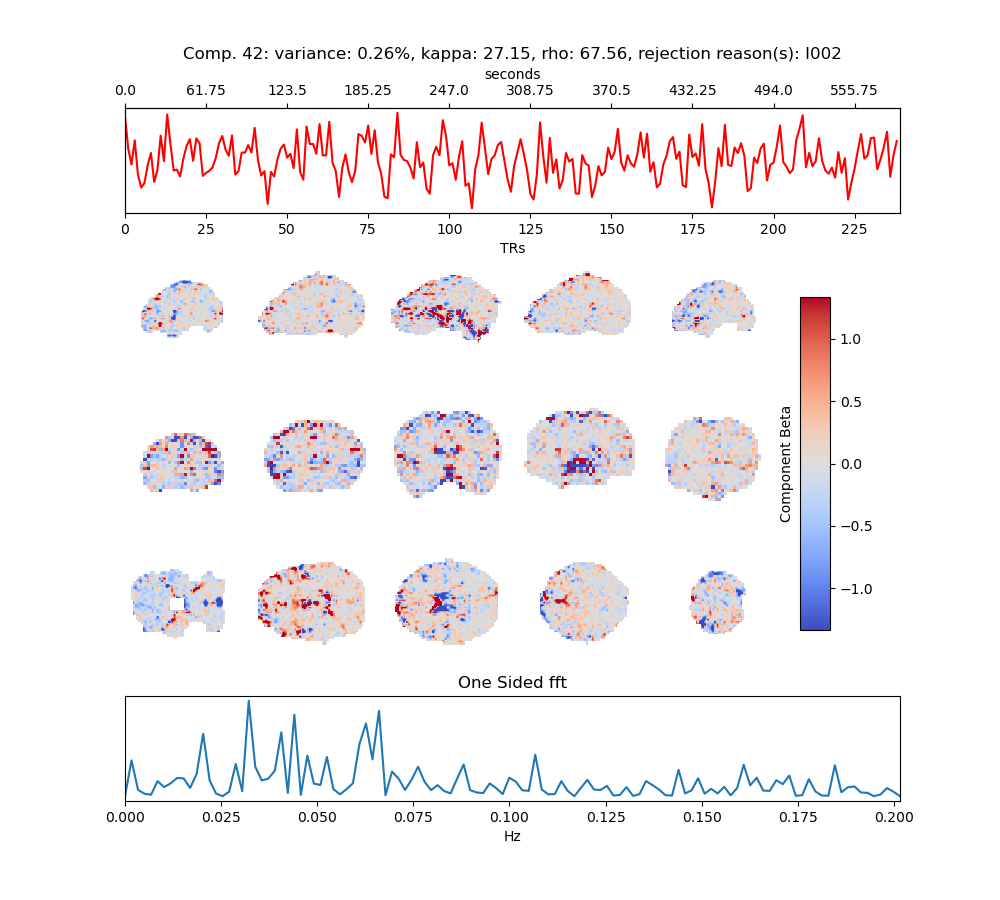 Comp. 42: variance: 0.26%, kappa: 27.15, rho: 67.56, rejection reason(s): I002
seconds
0.0 61.75 123.5 185.25 247.0 308.75 370.5 432.25 494.0 555.75
0 25 50 75 100 125 150 175 200 225
TRs
1.0
0.5
0.0
−0.5
−1.0
Component Beta
One Sided fft
0.000 0.025 0.050 0.075 0.100 0.125 0.150 0.175 0.200
Hz